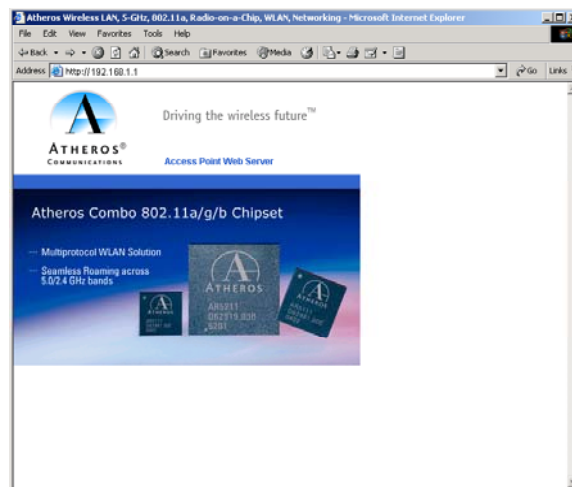 Atheros Wireless LAN, 5-GHz, 802.11a, Radio-on-a-Chip, WLAN, Networking - Microsoft Internet Explorer
File Edit View Favorites Tools Help
Back Search Favorites Media
Address http://192.168.1.1 Go Links
Driving the wireless future™
ATHEROS®
COMMUNICATIONS
Access Point Web Server
Atheros Combo 802.11a/g/b Chipset
— Multiprotocol WLAN Solution
— Seamless Roaming across
5.0/2.4 GHz bands
ATHEROS
ATHEROS
ATHEROS
AR5211
AR5111